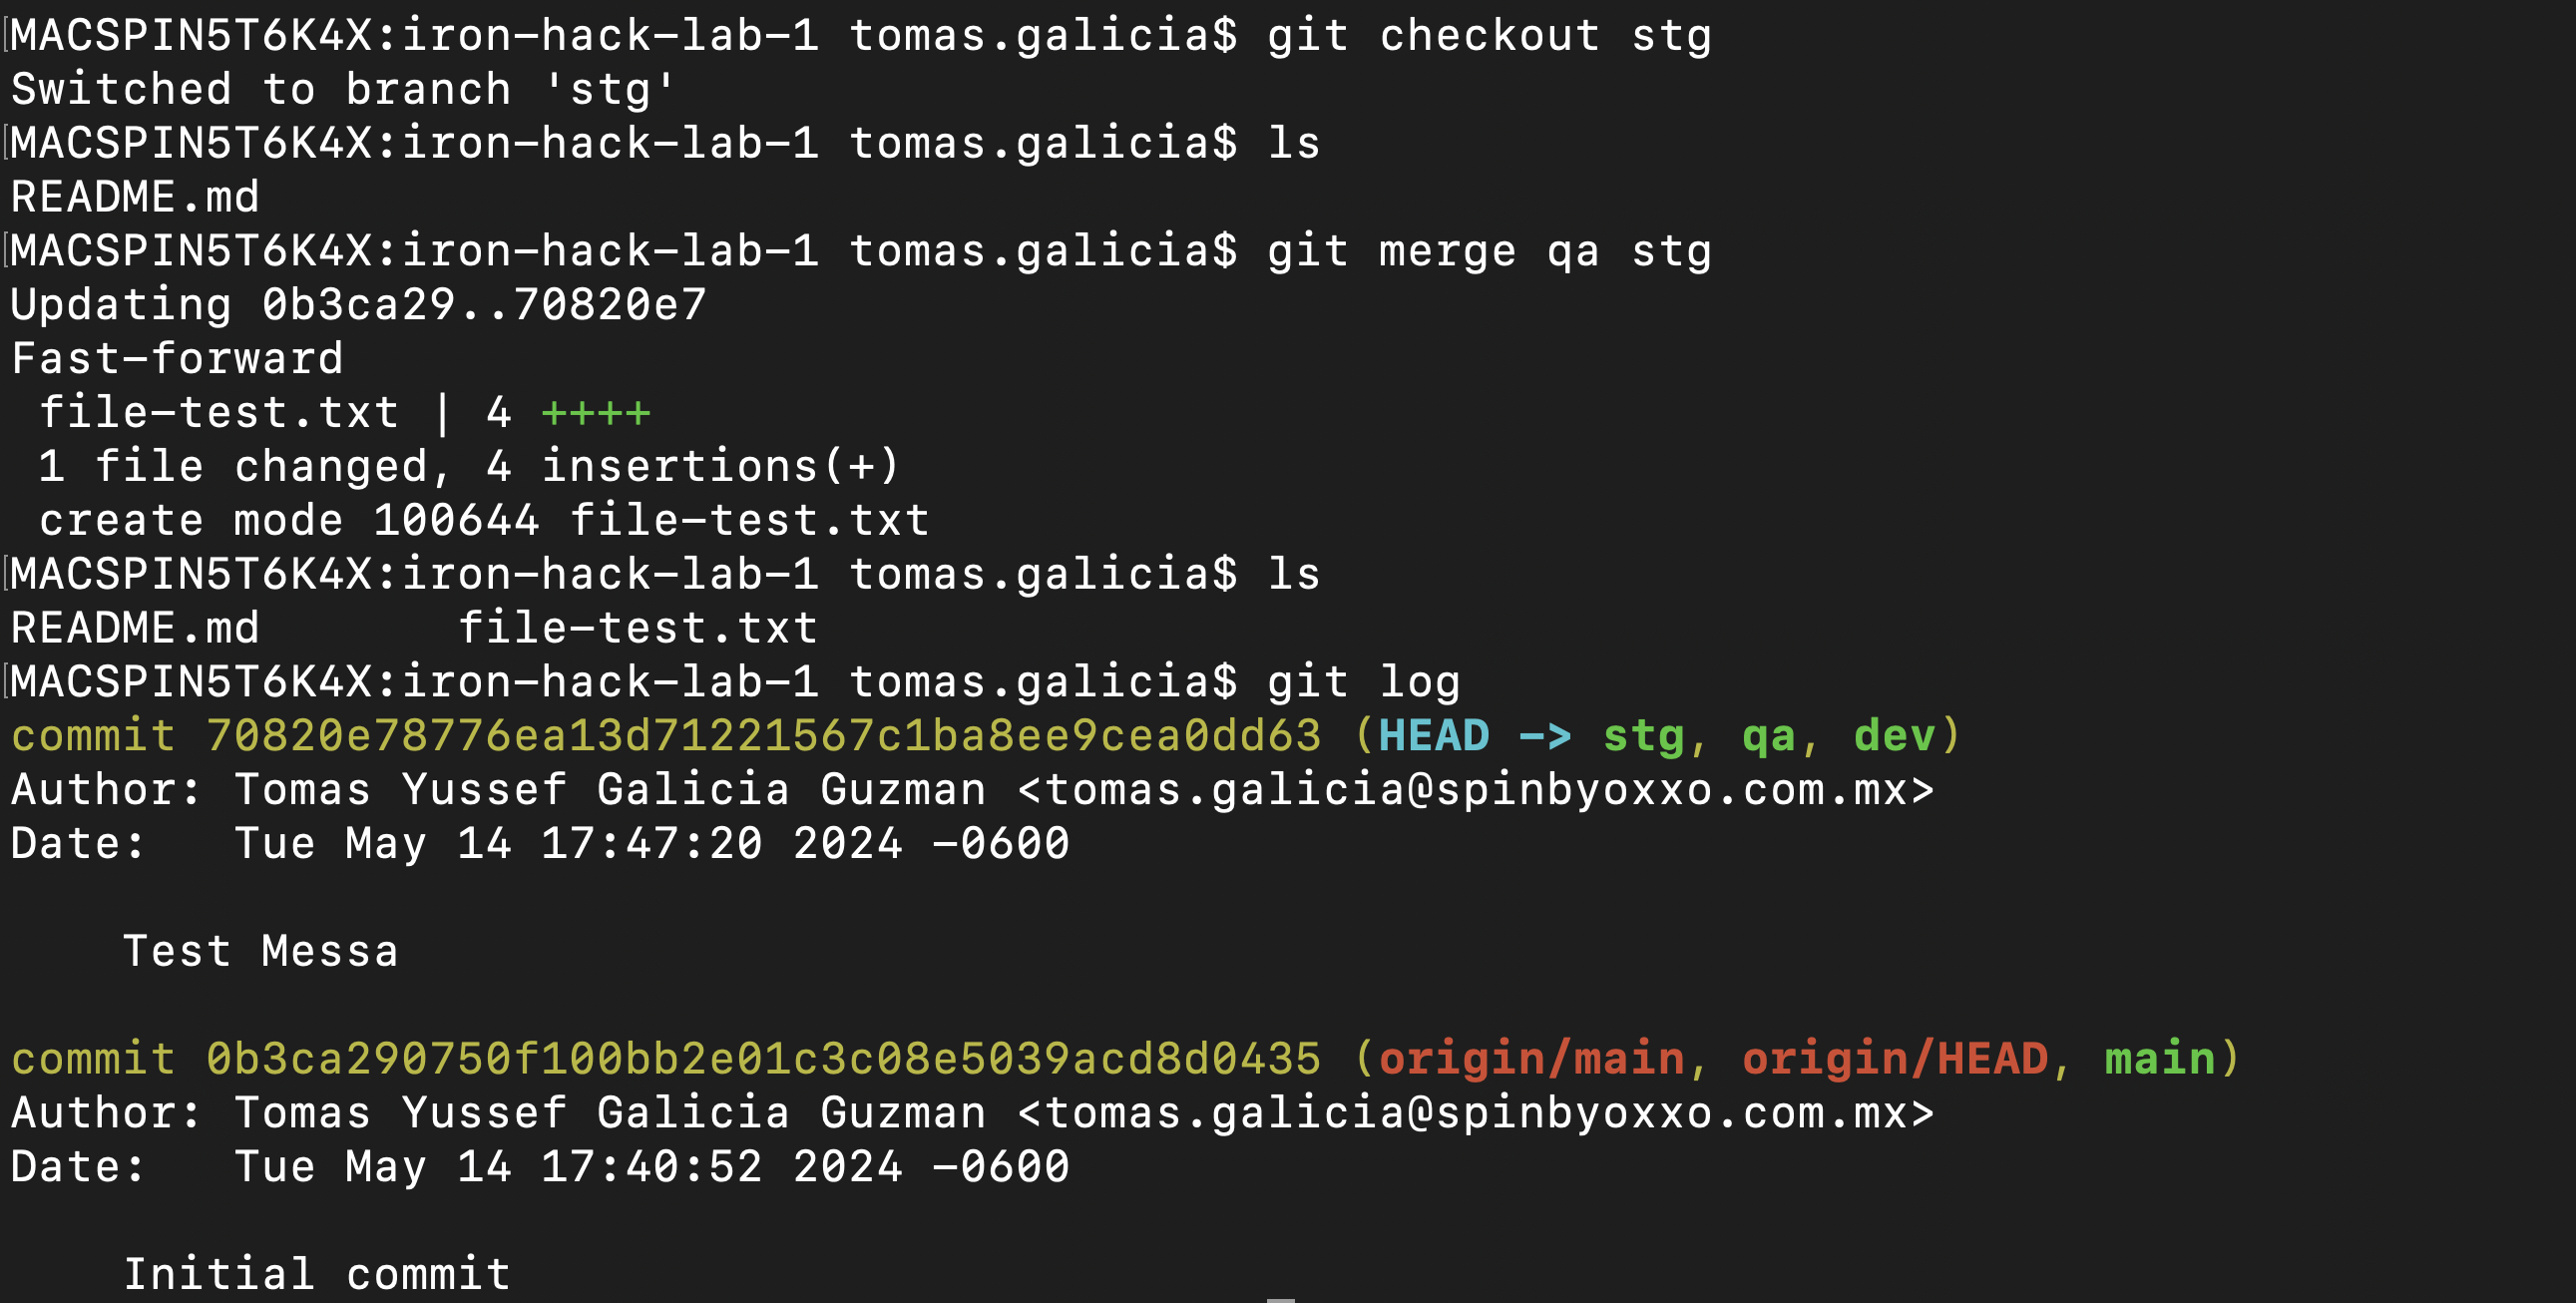 MACSPIN5T6K4X:iron-hack-lab-1 tomas.galicia$ git checkout stg
Switched to branch 'stg'
MACSPIN5T6K4X:iron-hack-lab-1 tomas.galicia$ ls
README.md
MACSPIN5T6K4X:iron-hack-lab-1 tomas.galicia$ git merge qa stg
Updating 0b3ca29..70820e7
Fast-forward
 file-test.txt | 4 ++++
 1 file changed, 4 insertions(+)
 create mode 100644 file-test.txt
MACSPIN5T6K4X:iron-hack-lab-1 tomas.galicia$ ls
README.md       file-test.txt
MACSPIN5T6K4X:iron-hack-lab-1 tomas.galicia$ git log
commit 70820e78776ea13d71221567c1ba8ee9cea0dd63 (HEAD -> stg, qa, dev)
Author: Tomas Yussef Galicia Guzman <tomas.galicia@spinbyoxxo.com.mx>
Date:   Tue May 14 17:47:20 2024 -0600
    Test Messa
commit 0b3ca290750f100bb2e01c3c08e5039acd8d0435 (origin/main, origin/HEAD, main)
Author: Tomas Yussef Galicia Guzman <tomas.galicia@spinbyoxxo.com.mx>
Date:   Tue May 14 17:40:52 2024 -0600
    Initial commit